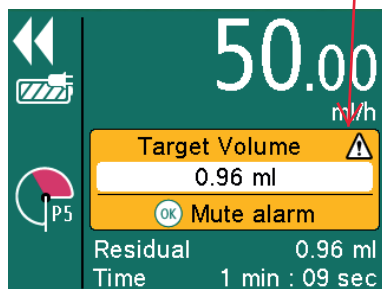 50.00
ml/h
Target Volume
0.96 ml
OK Mute alarm
P5
Residual 0.96 ml
Time 1 min : 09 sec